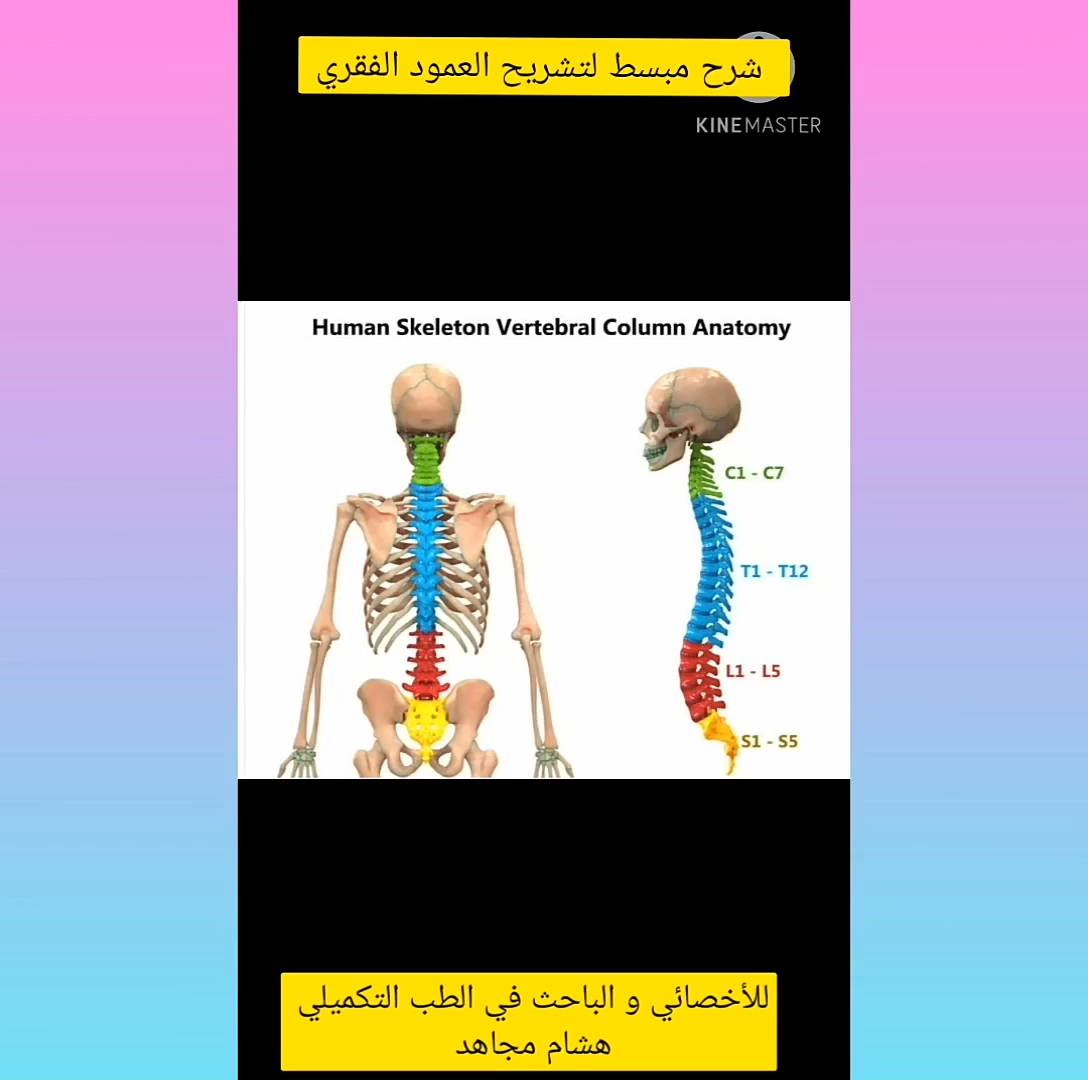 شرح مبسط لتشريح العمود الفقري
KINEMASTER
Human Skeleton Vertebral Column Anatomy
C1 - C7
T1 - T12
L1 - L5
S1 - S5
للأخصائي و الباحث في الطب التكميلي
هشام مجاهد